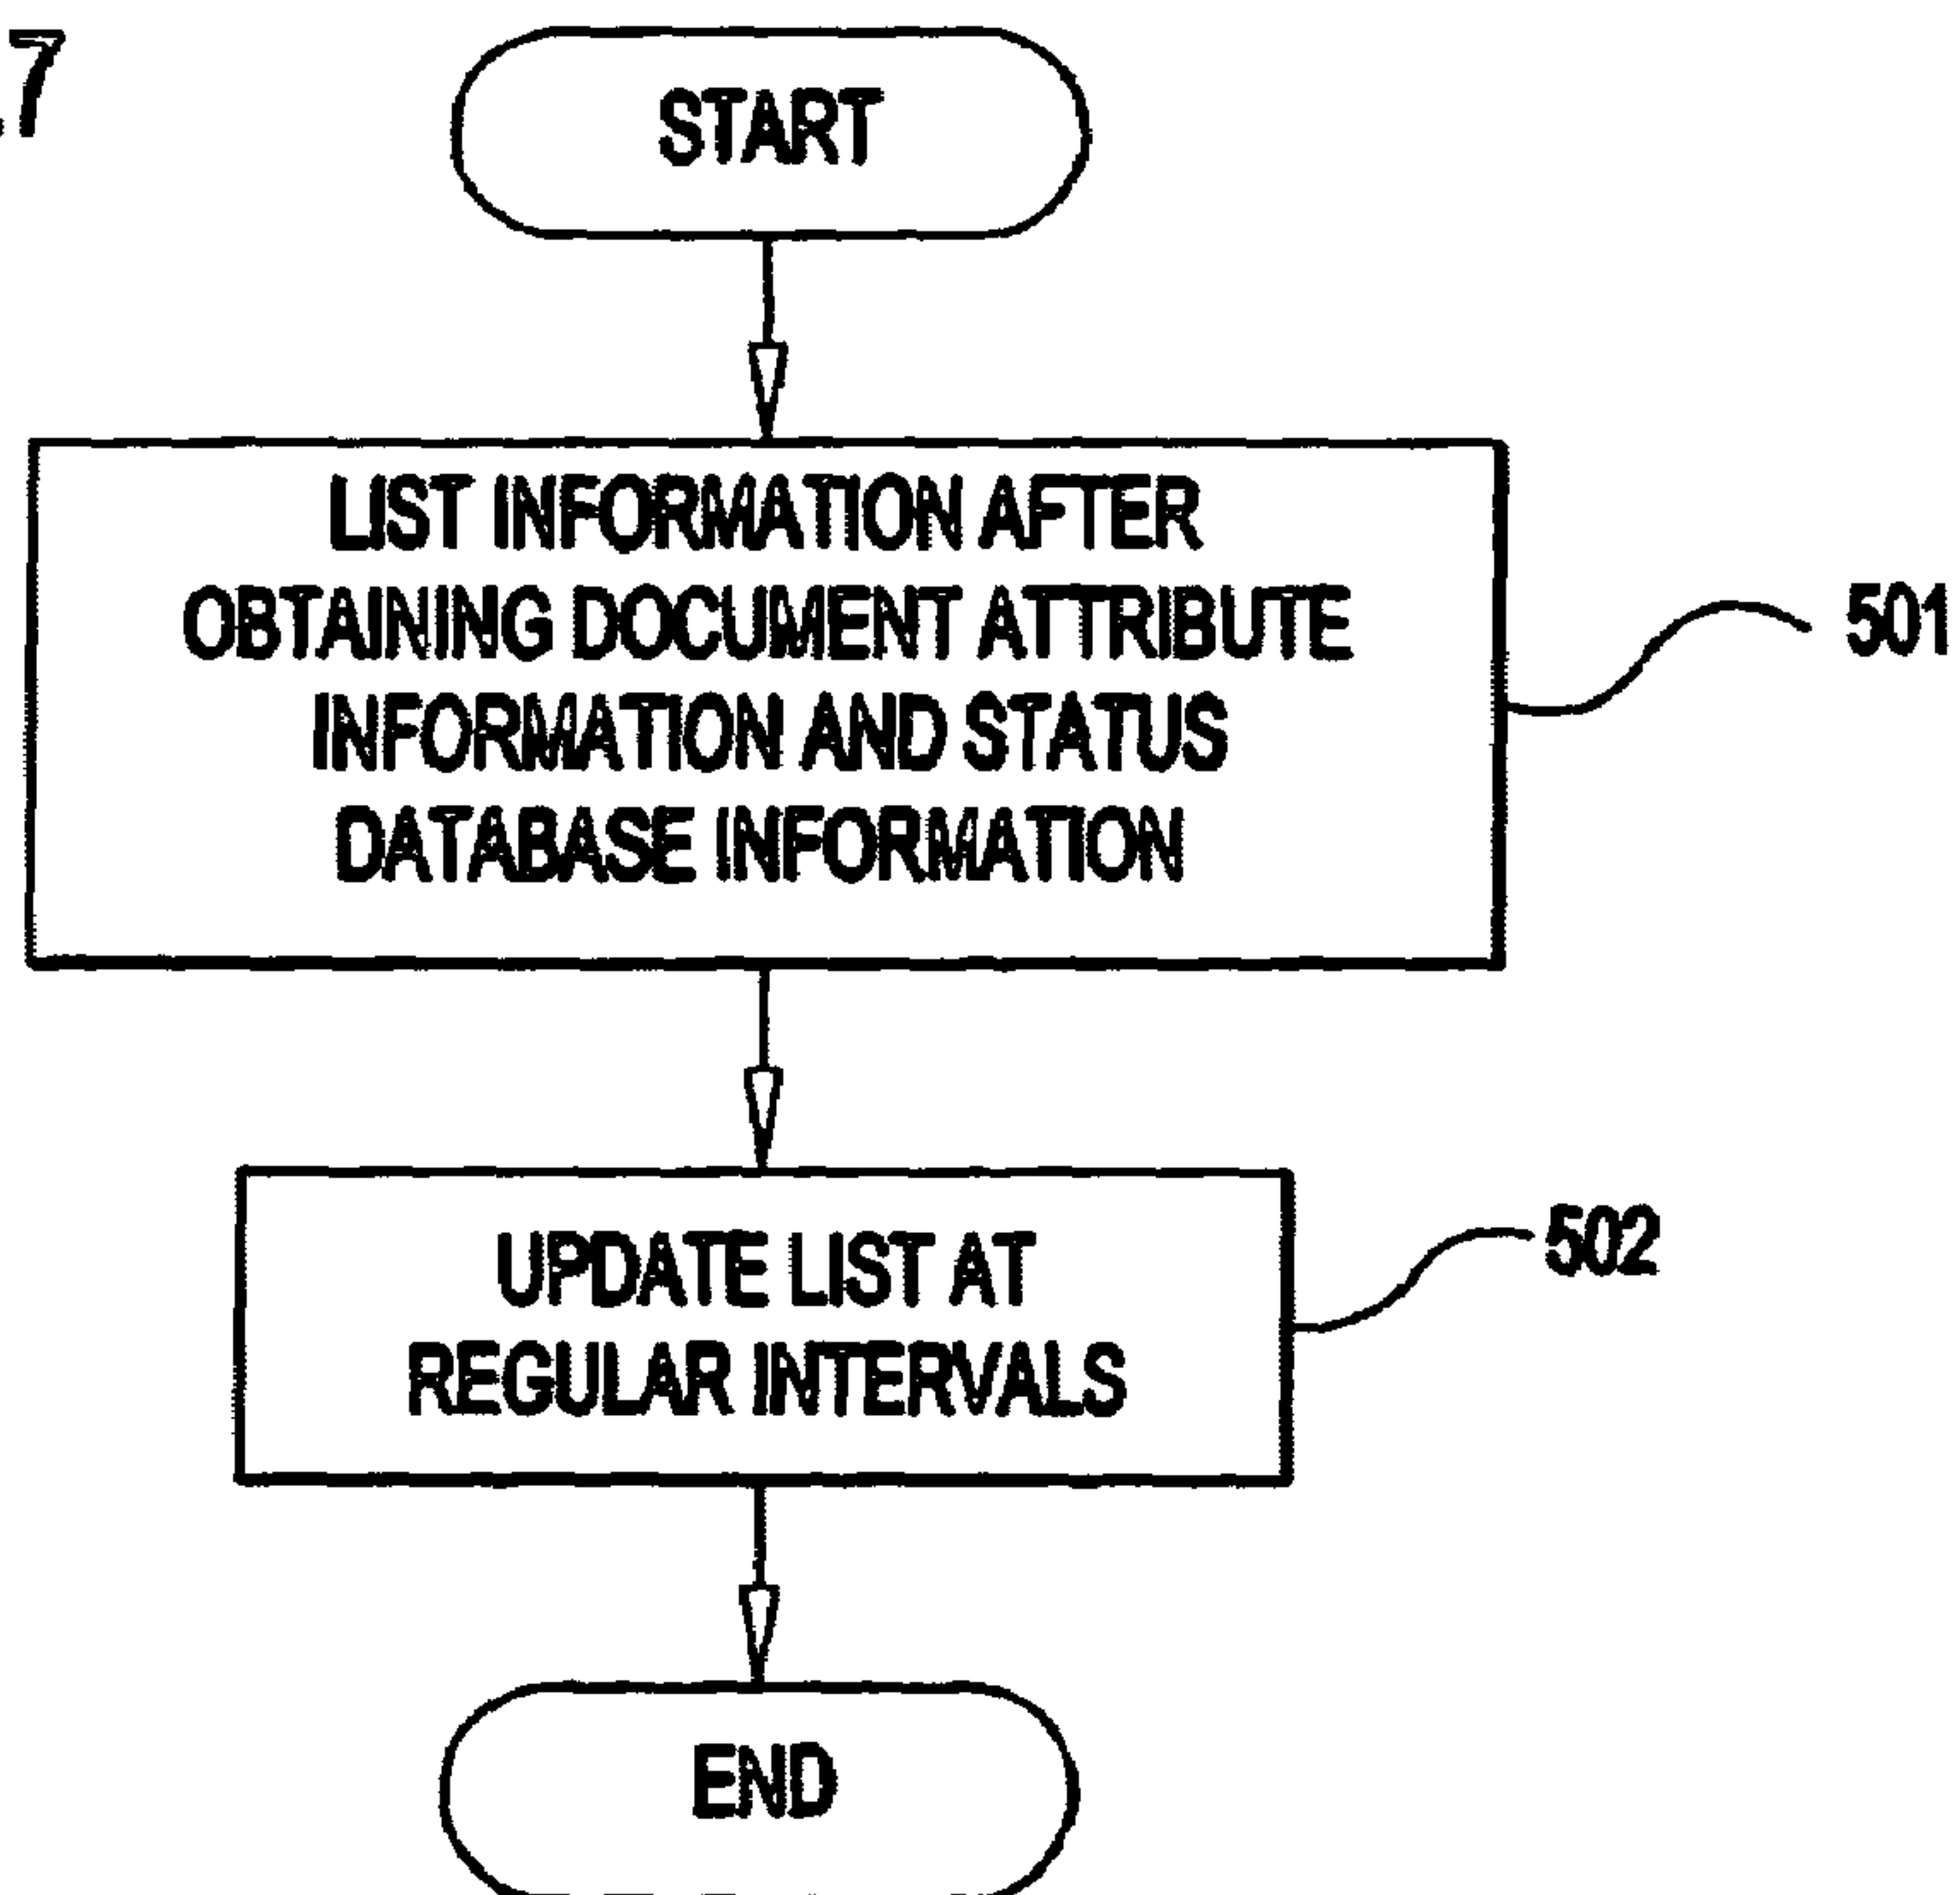 7
START
LIST INFORMATION AFTER
OBTAINING DOCUMENT ATTRIBUTE
INFORMATION AND STATUS
DATABASE INFORMATION
501
UPDATE LIST AT
REGULAR INTERVALS
502
END